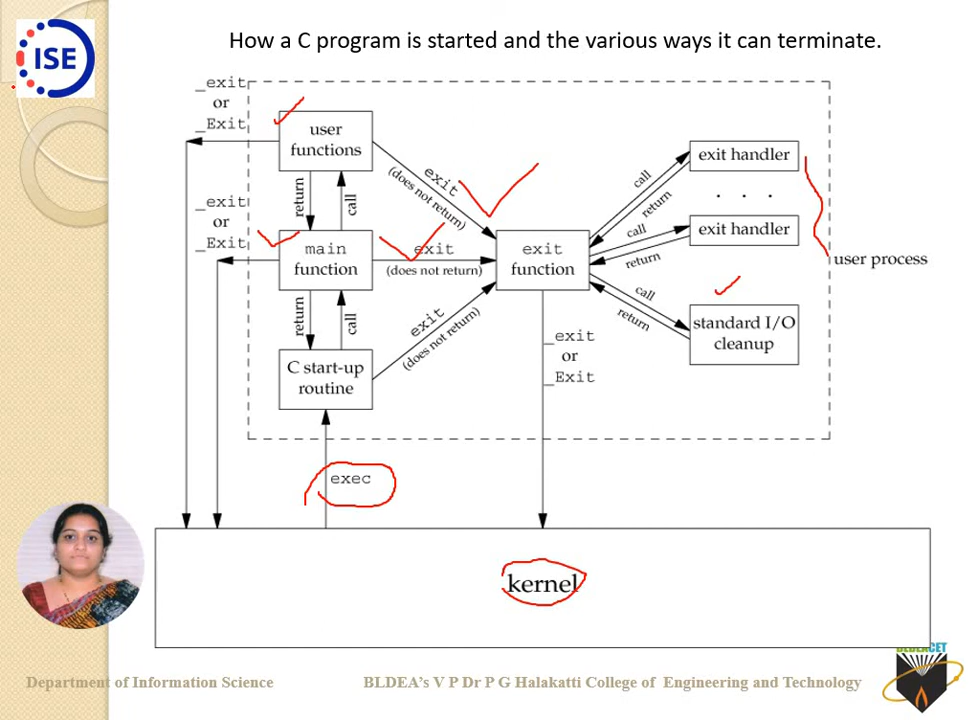 How a C program is started and the various ways it can terminate.
ISE
_exit
or
_Exit
user
functions
exit
(does not return)
return
call
_exit
or
_Exit
main
function
exit
(does not return)
exit
function
return
call
C start-up
routine
exit
(does not return)
call
return
exit handler
. . .
call
return
exit handler
user process
call
return
standard I/O
cleanup
_exit
or
_Exit
exec
kernel
BLDEACET
Department of Information Science
BLDEA's V P Dr P G Halakatti College of Engineering and Technology